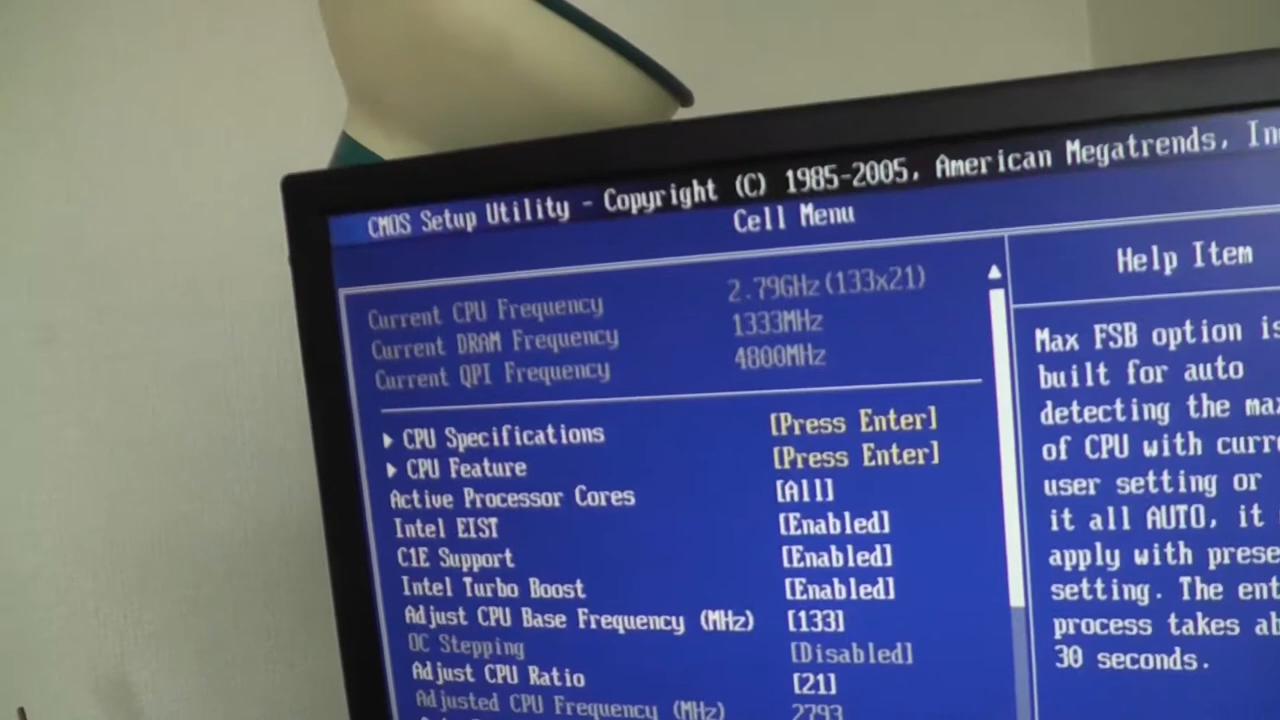 CMOS Setup Utility - Copyright (C) 1985-2005, American Megatrends, In
Cell Menu
Current CPU Frequency 2.79GHz(133x21)
Current DRAM Frequency 1333MHz
Current QPI Frequency 4800MHz
CPU Specifications [Press Enter]
CPU Feature [Press Enter]
Active Processor Cores [All]
Intel EIST [Enabled]
C1E Support [Enabled]
Intel Turbo Boost [Enabled]
Adjust CPU Base Frequency (MHz) [133]
OC Stepping [Disabled]
Adjust CPU Ratio [21]
Adjusted CPU Frequency (MHz) 2793
Help Item
Max FSB option is
built for auto
detecting the max
of CPU with curre
user setting or
it all AUTO, it
apply with prese
setting. The ent
process takes ab
30 seconds.